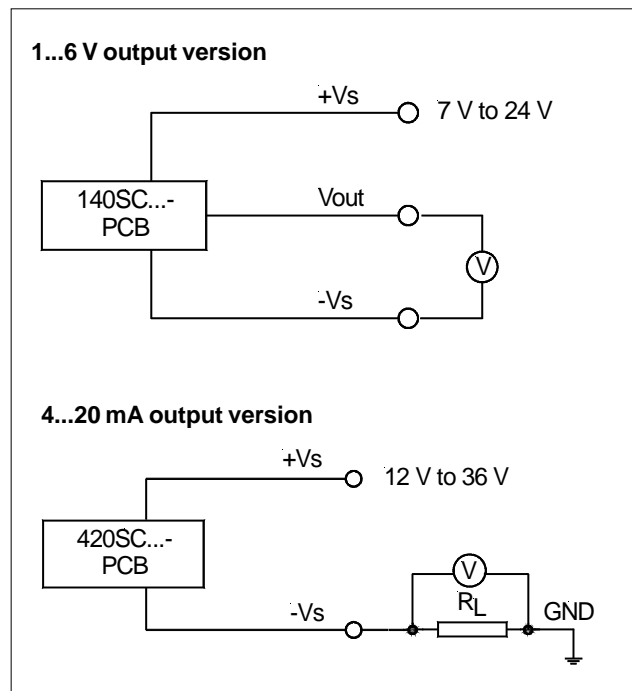 1...6 V output version
+Vs
7 V to 24 V
140SC...-
PCB
Vout
V
-Vs
4...20 mA output version
+Vs
12 V to 36 V
420SC...-
PCB
V
RL
GND
-Vs